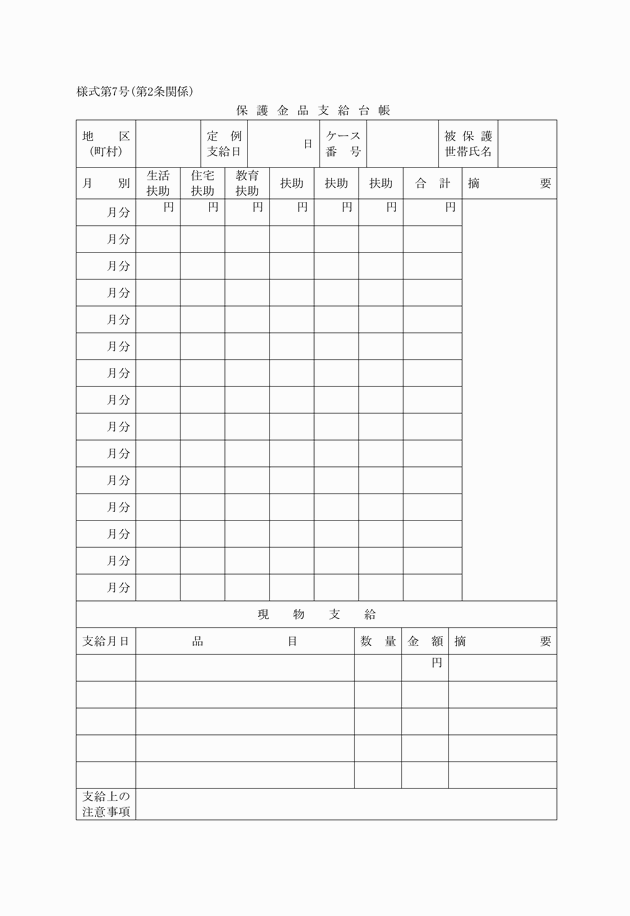 様式第7号(第2条関係)
保護金品支給台帳
地区(町村) 定例支給日 日 ケース番号 被保護世帯氏名
月別 生活扶助 住宅扶助 教育扶助 扶助 扶助 扶助 合計 摘要
月分 円 円 円 円 円 円 円
月分
月分
月分
月分
月分
月分
月分
月分
月分
月分
月分
月分
月分
月分
現物支給
支給月日 品目 数量 金額 摘要
円
支給上の注意事項